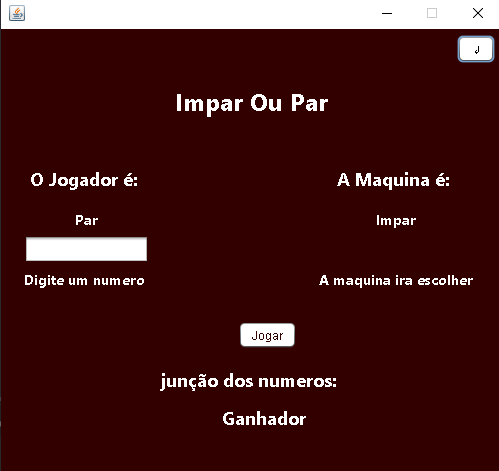 Impar Ou Par
O Jogador é:
A Maquina é:
Par
Impar
Digite um numero
A maquina ira escolher
Jogar
junção dos numeros:
Ganhador